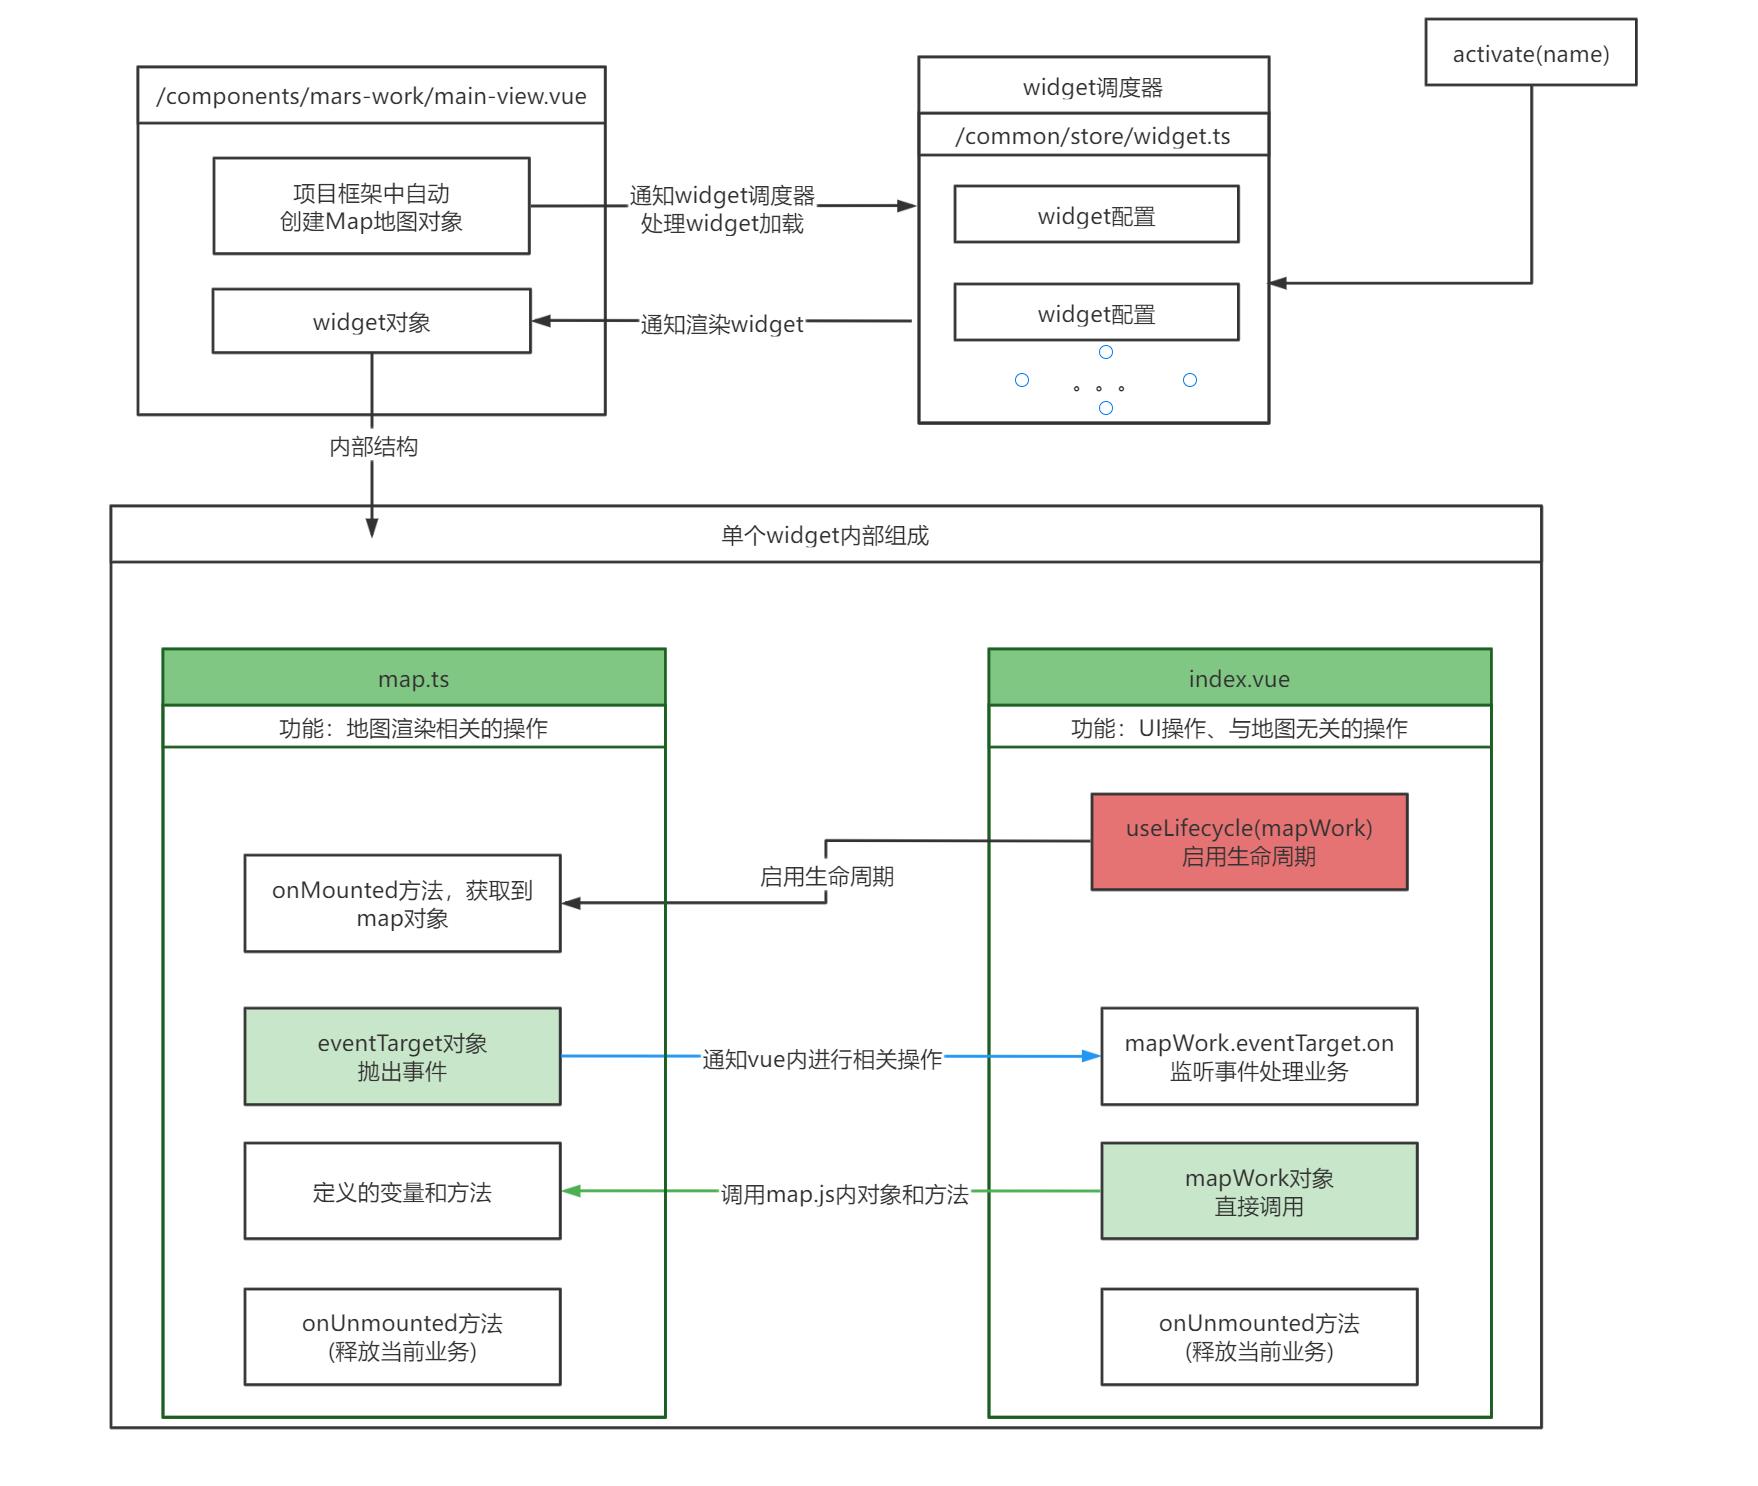 activate(name)
/components/mars-work/main-view.vue
项目框架中自动
创建Map地图对象
通知widget调度器
处理widget加载
widget对象
通知渲染widget
widget调度器
/common/store/widget.ts
widget配置
widget配置
。。。
内部结构
单个widget内部组成
map.ts
功能：地图渲染相关的操作
index.vue
功能：UI操作、与地图无关的操作
useLifecycle(mapWork)
启用生命周期
启用生命周期
onMounted方法，获取到
map对象
eventTarget对象
抛出事件
通知vue内进行相关操作
mapWork.eventTarget.on
监听事件处理业务
定义的变量和方法
调用map.js内对象和方法
mapWork对象
直接调用
onUnmounted方法
(释放当前业务)
onUnmounted方法
(释放当前业务)